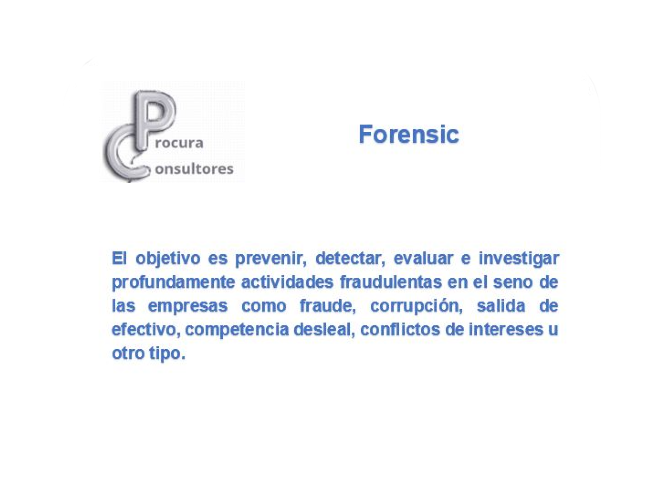 Procura
Consultores
Forensic
El objetivo es prevenir, detectar, evaluar e investigar
profundamente actividades fraudulentas en el seno de
las empresas como fraude, corrupción, salida de
efectivo, competencia desleal, conflictos de intereses u
otro tipo.